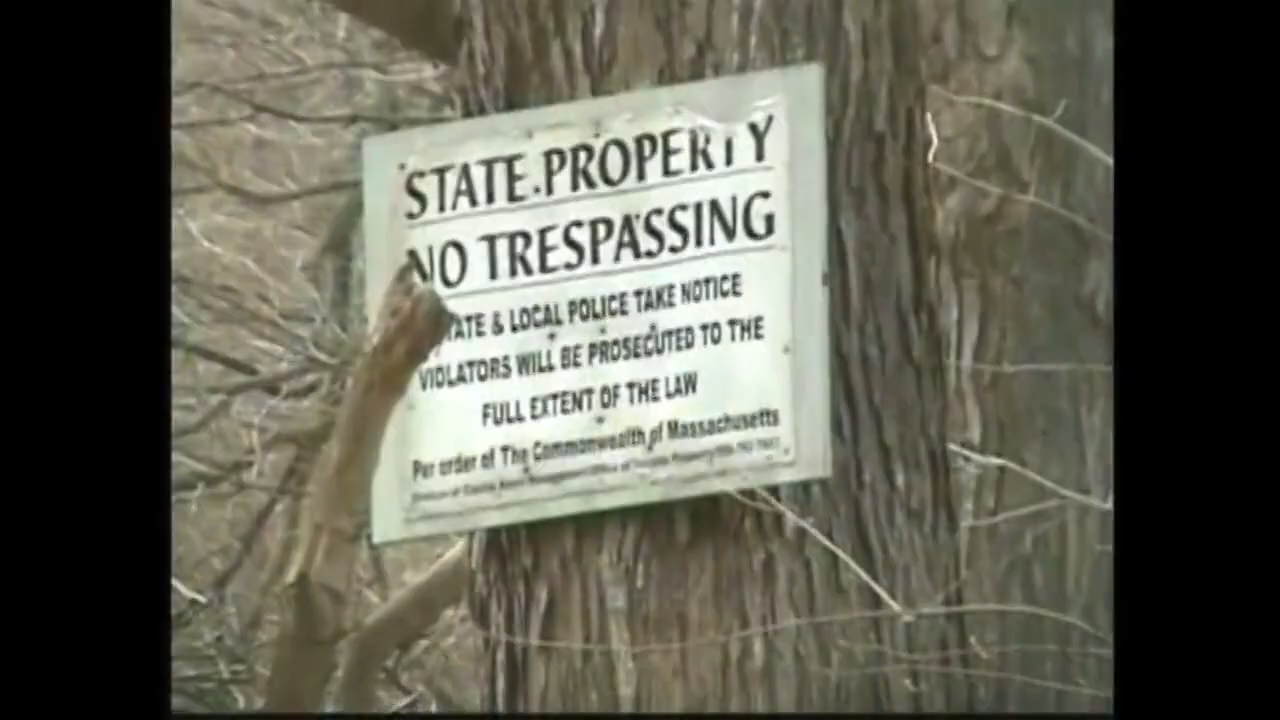 STATE PROPERTY
NO TRESPASSING
STATE & LOCAL POLICE TAKE NOTICE
VIOLATORS WILL BE PROSECUTED TO THE
FULL EXTENT OF THE LAW
Per order of The Commonwealth of Massachusetts